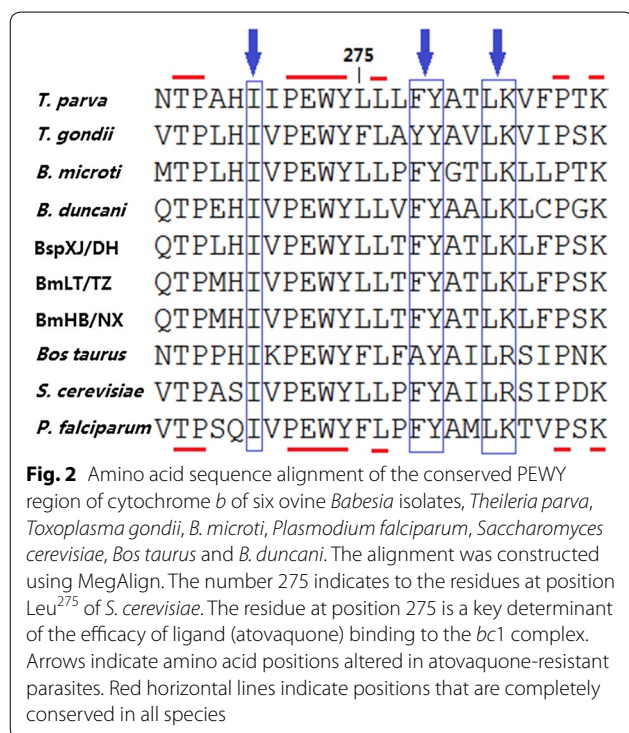 275
T. parva NTPAHIIPEWYLLLFYATLKVFPTK
T. gondii VTPLHIVPEWYFLAYYAVLKVIPSK
B. microti MTPLHIVPEWYLLPFYGTLKLLPTK
B. duncani QTPEHIVPEWYLLVFYAALKLCPGK
BspXJ/DH QTPLHIVPEWYLLTFYATLKLFPSK
BmLT/TZ QTPMHIVPEWYLLTFYATLKLFPSK
BmHB/NX QTPMHIVPEWYLLTFYATLKLFPSK
Bos taurus NTPPHIKPEWYFLFAYAILRSIPNK
S. cerevisiae VTPASIVPEWYLLPFYAILRSIPDK
P. falciparum VTPSQIVPEWYFLPFYAMLKTVPSK
Fig. 2 Amino acid sequence alignment of the conserved PEWY
region of cytochrome b of six ovine Babesia isolates, Theileria parva,
Toxoplasma gondii, B. microti, Plasmodium falciparum, Saccharomyces
cerevisiae, Bos taurus and B. duncani. The alignment was constructed
using MegAlign. The number 275 indicates to the residues at position
Leu²⁷⁵ of S. cerevisiae. The residue at position 275 is a key determinant
of the efficacy of ligand (atovaquone) binding to the bc1 complex.
Arrows indicate amino acid positions altered in atovaquone-resistant
parasites. Red horizontal lines indicate positions that are completely
conserved in all species